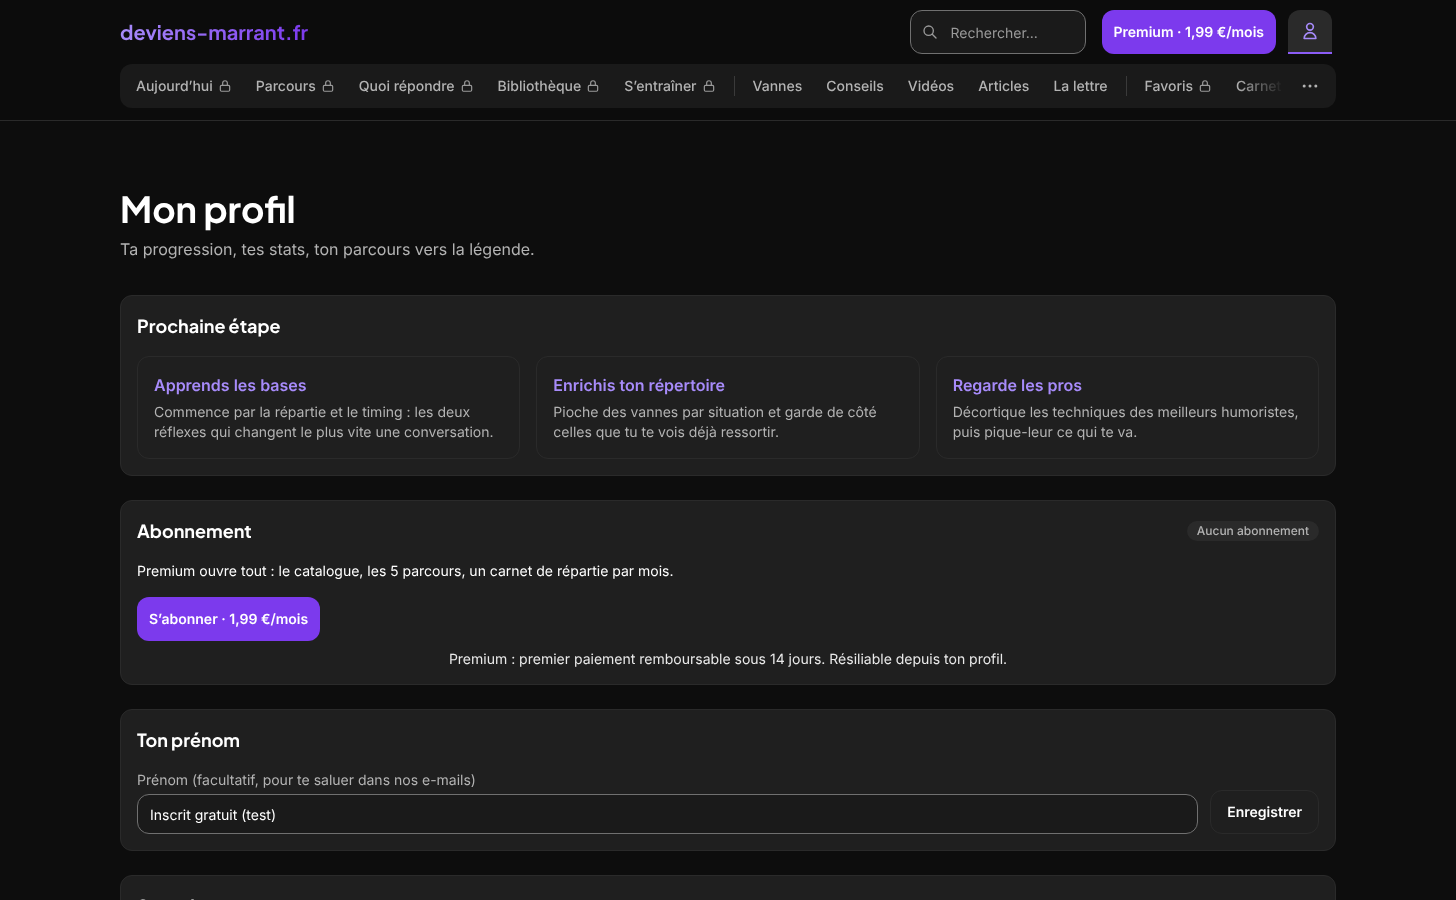 deviens-marrant.fr
Rechercher...
Premium · 1,99 €/mois
Aujourd’hui
Parcours
Quoi répondre
Bibliothèque
S’entraîner
Vannes
Conseils
Vidéos
Articles
La lettre
Favoris
Carnet
Mon profil
Ta progression, tes stats, ton parcours vers la légende.
Prochaine étape
Apprends les bases
Commence par la répartie et le timing : les deux
réflexes qui changent le plus vite une conversation.
Enrichis ton répertoire
Pioche des vannes par situation et garde de côté
celles que tu te vois déjà ressortir.
Regarde les pros
Décortique les techniques des meilleurs humoristes,
puis pique-leur ce qui te va.
Abonnement
Aucun abonnement
Premium ouvre tout : le catalogue, les 5 parcours, un carnet de répartie par mois.
S’abonner · 1,99 €/mois
Premium : premier paiement remboursable sous 14 jours. Résiliable depuis ton profil.
Ton prénom
Prénom (facultatif, pour te saluer dans nos e-mails)
Inscrit gratuit (test)
Enregistrer